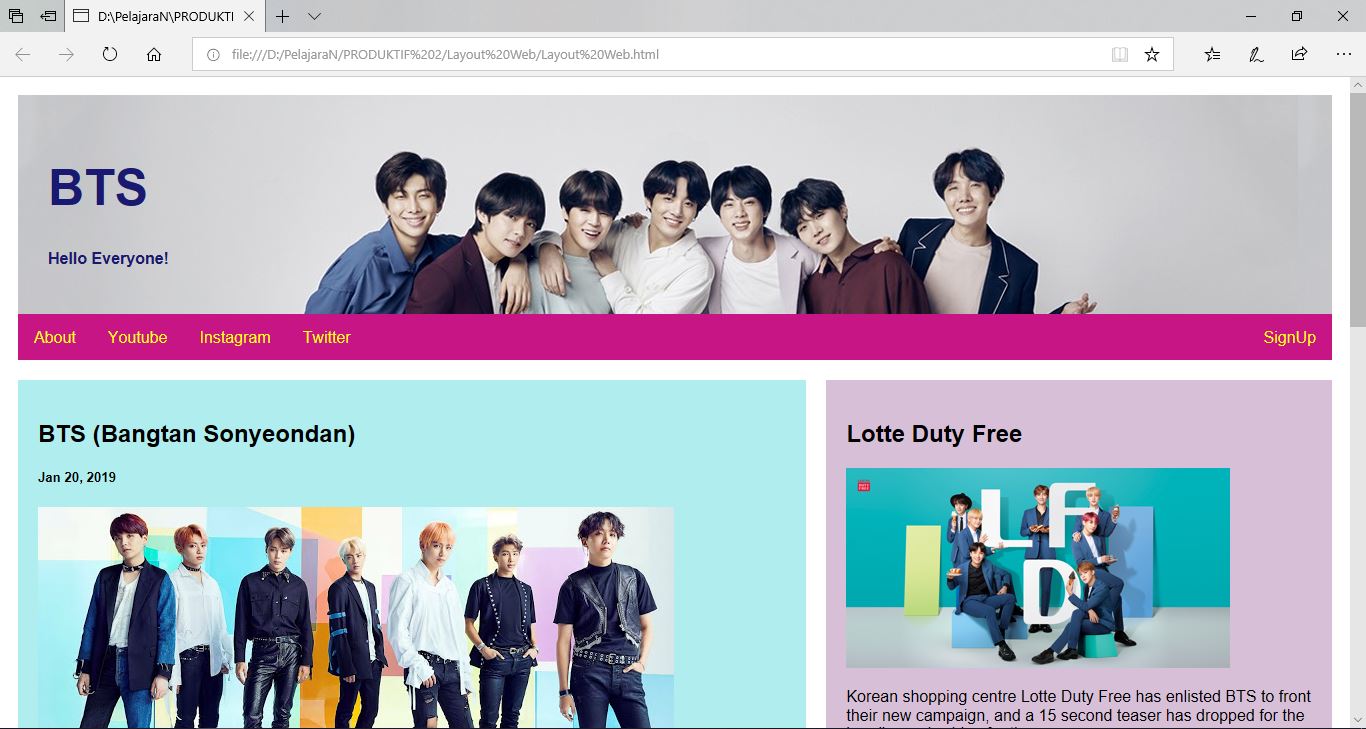 D:\PelajaraN\PRODUKTI
file:///D:/PelajaraN/PRODUKTIF%202/Layout%20Web/Layout%20Web.html
BTS
Hello Everyone!
About Youtube Instagram Twitter SignUp
BTS (Bangtan Sonyeondan)
Jan 20, 2019
Lotte Duty Free
LF
D
Korean shopping centre Lotte Duty Free has enlisted BTS to front
their new campaign, and a 15 second teaser has dropped for the